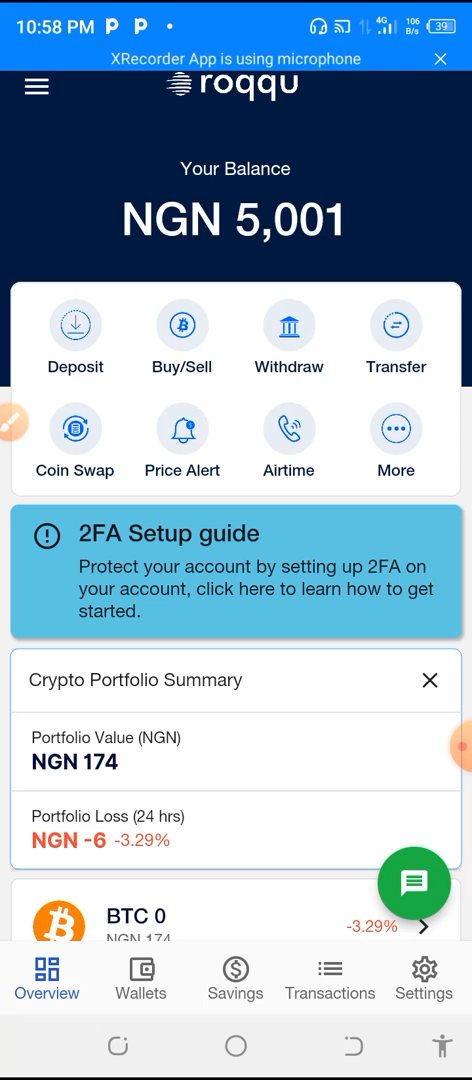 10:58 PM
4G 106 B/s 39
XRecorder App is using microphone
roqqu
Your Balance
NGN 5,001
Deposit Buy/Sell Withdraw Transfer
Coin Swap Price Alert Airtime More
2FA Setup guide
Protect your account by setting up 2FA on
your account, click here to learn how to get
started.
Crypto Portfolio Summary
Portfolio Value (NGN)
NGN 174
Portfolio Loss (24 hrs)
NGN -6 -3.29%
BTC 0
-3.29%
NGN 174
Overview Wallets Savings Transactions Settings